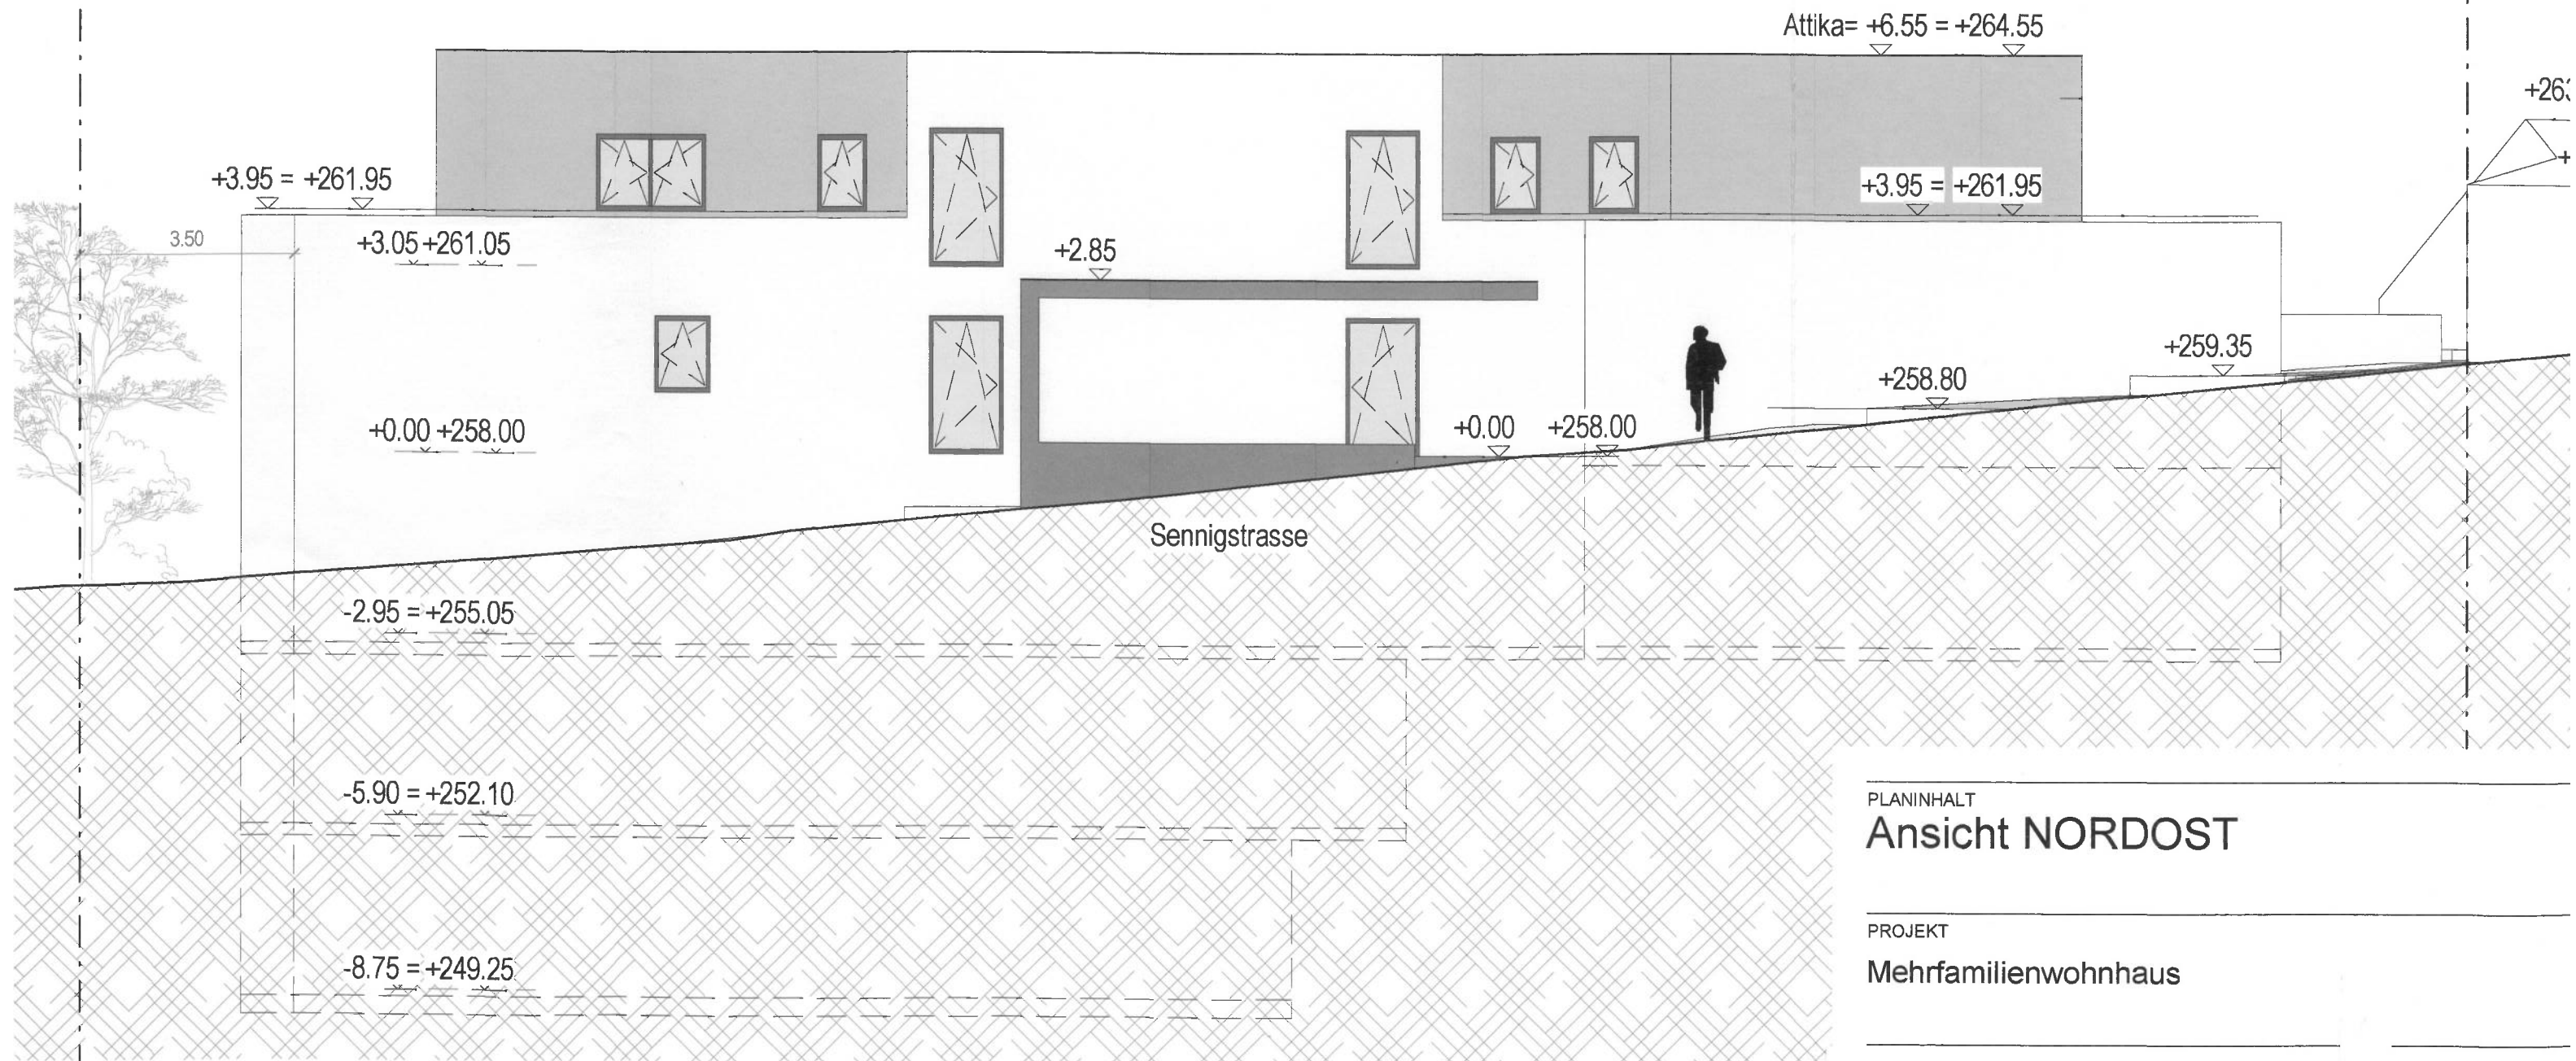 Attika= +6.55 = +264.55
+3.95 = +261.95
+3.95 = +261.95
3.50
+3.05 +261.05
+2.85
+259.35
+258.80
+0.00 +258.00
+0.00 +258.00
Sennigstrasse
-2.95 = +255.05
-5.90 = +252.10
PLANINHALT
Ansicht NORDOST
PROJEKT
-8.75 = +249.25
Mehrfamilienwohnhaus